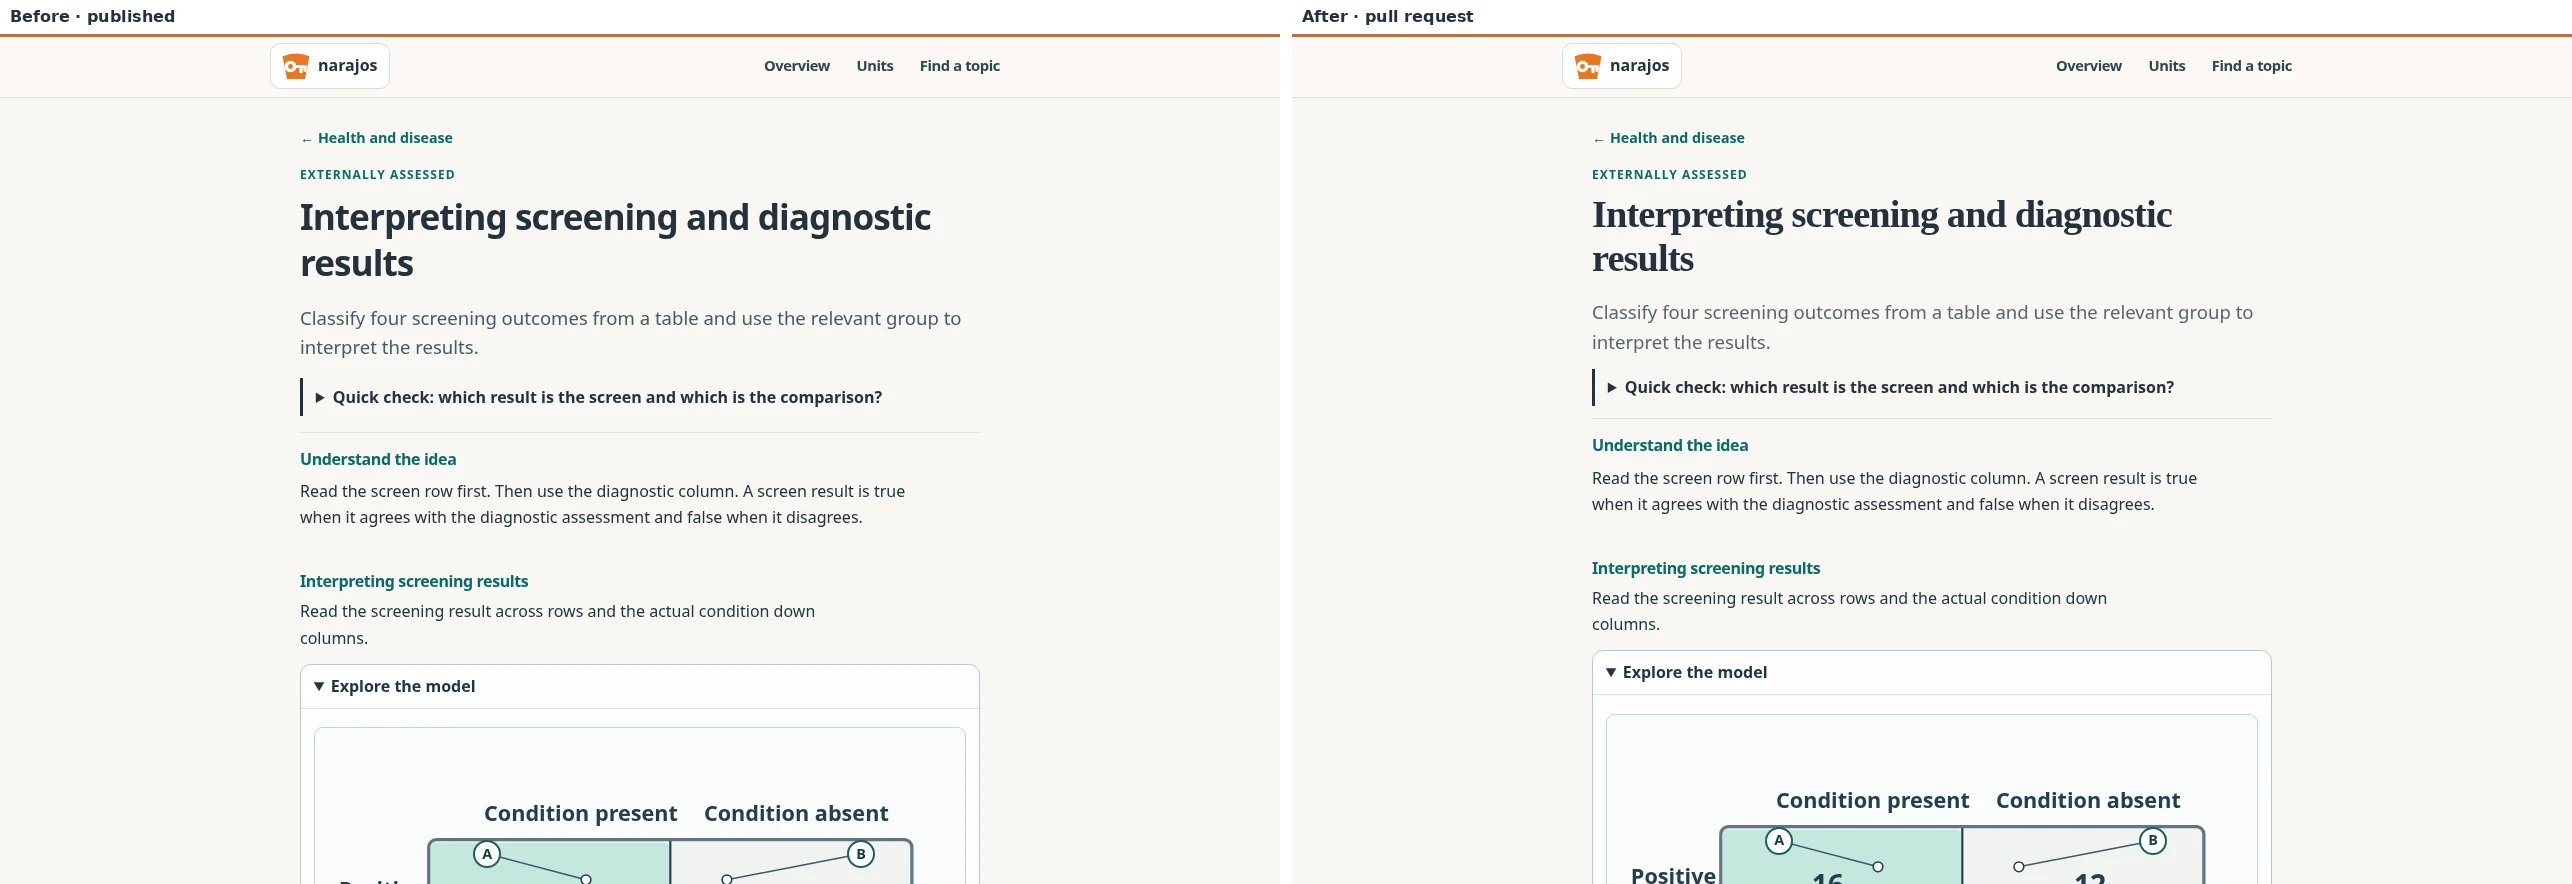 Before · published
narajos
Overview Units Find a topic
← Health and disease
EXTERNALLY ASSESSED
Interpreting screening and diagnostic
results
Classify four screening outcomes from a table and use the relevant group to
interpret the results.
▶ Quick check: which result is the screen and which is the comparison?
Understand the idea
Read the screen row first. Then use the diagnostic column. A screen result is true
when it agrees with the diagnostic assessment and false when it disagrees.
Interpreting screening results
Read the screening result across rows and the actual condition down
columns.
▼ Explore the model
Condition present Condition absent
A B
After · pull request
narajos
Overview Units Find a topic
← Health and disease
EXTERNALLY ASSESSED
Interpreting screening and diagnostic
results
Classify four screening outcomes from a table and use the relevant group to
interpret the results.
▶ Quick check: which result is the screen and which is the comparison?
Understand the idea
Read the screen row first. Then use the diagnostic column. A screen result is true
when it agrees with the diagnostic assessment and false when it disagrees.
Interpreting screening results
Read the screening result across rows and the actual condition down
columns.
▼ Explore the model
Condition present Condition absent
A B
Positive 16 12